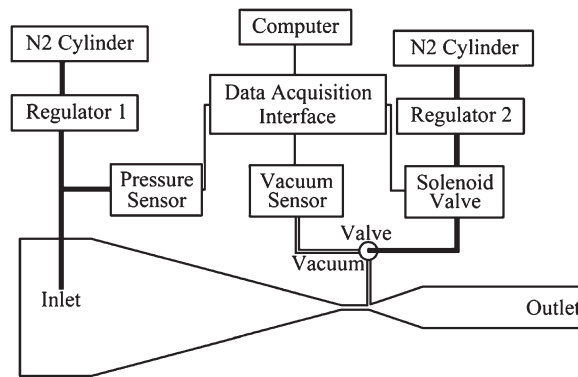 N2 Cylinder
Computer
N2 Cylinder
Regulator 1
Data Acquisition
Interface
Regulator 2
Pressure
Sensor
Vacuum
Sensor
Solenoid
Valve
Valve
Vacuum
Inlet
Outlet